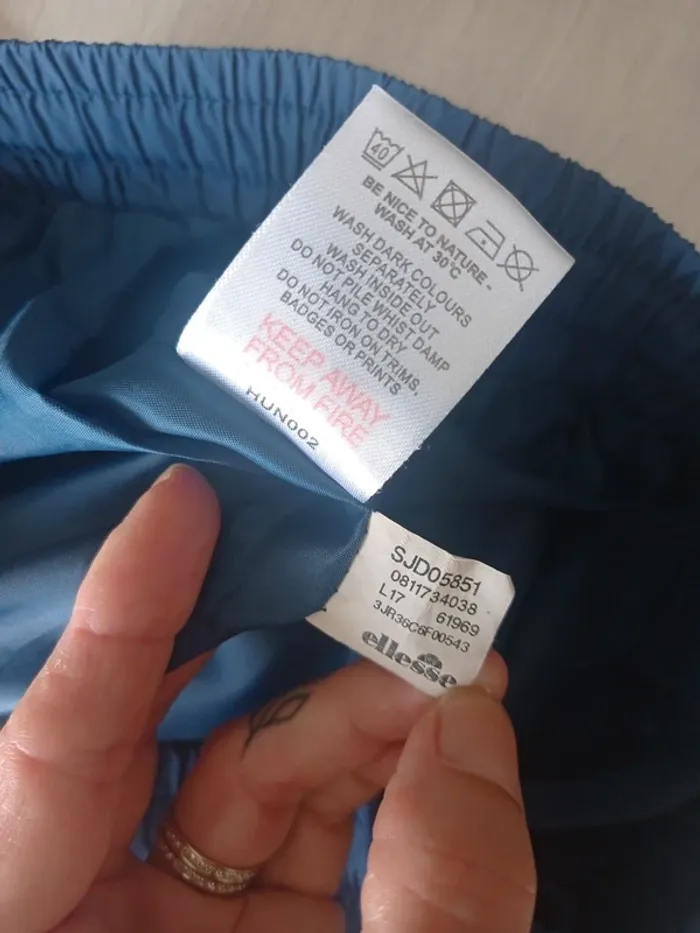 40
BE NICE TO NATURE -
WASH AT 30°C
WASH DARK COLOURS
SEPARATELY
WASH INSIDE OUT
DO NOT PILE WHIST DAMP
HANG TO DRY
DO NOT IRON ON TRIMS,
BADGES OR PRINTS
KEEP AWAY
FROM FIRE
HUN002
SJD05851
0811734038
L17 61969
3JR36C6F00543
ellesse